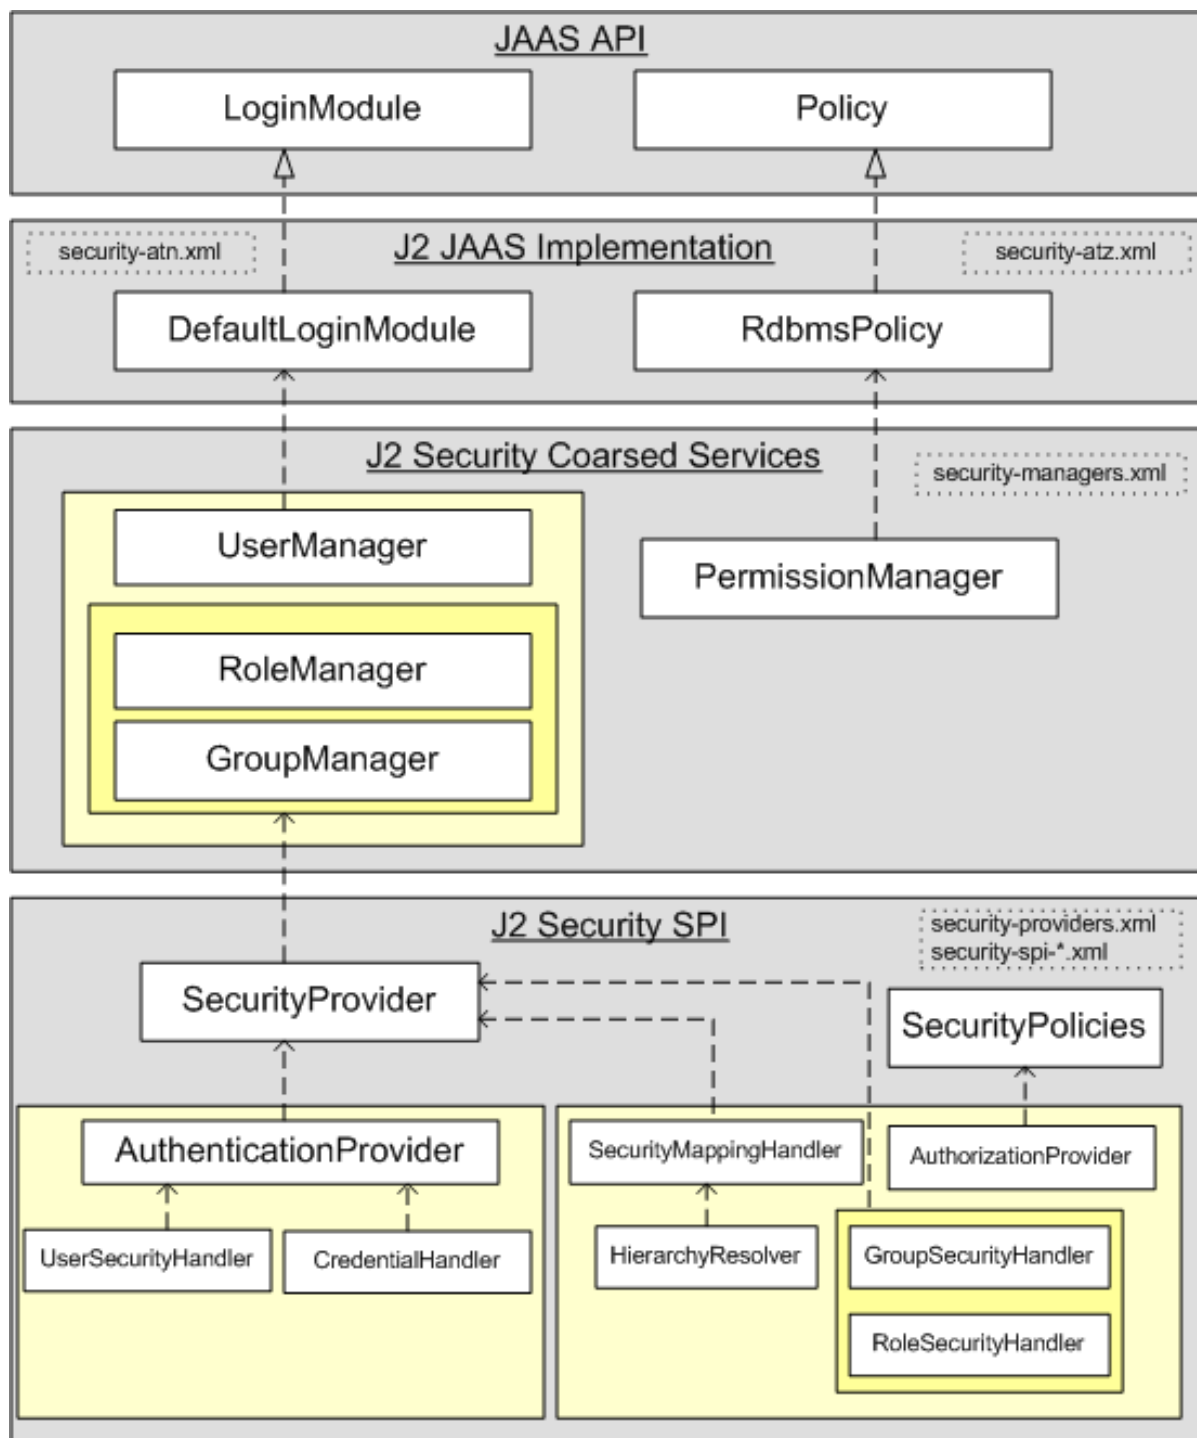 JAAS API
LoginModule
Policy
security-atn.xml
J2 JAAS Implementation
security-atz.xml
DefaultLoginModule
RdbmsPolicy
J2 Security Coarsed Services
security-managers.xml
UserManager
PermissionManager
RoleManager
GroupManager
J2 Security SPI
security-providers.xml
security-spi-*.xml
SecurityProvider
SecurityPolicies
AuthenticationProvider
SecurityMappingHandler
AuthorizationProvider
UserSecurityHandler
CredentialHandler
HierarchyResolver
GroupSecurityHandler
RoleSecurityHandler